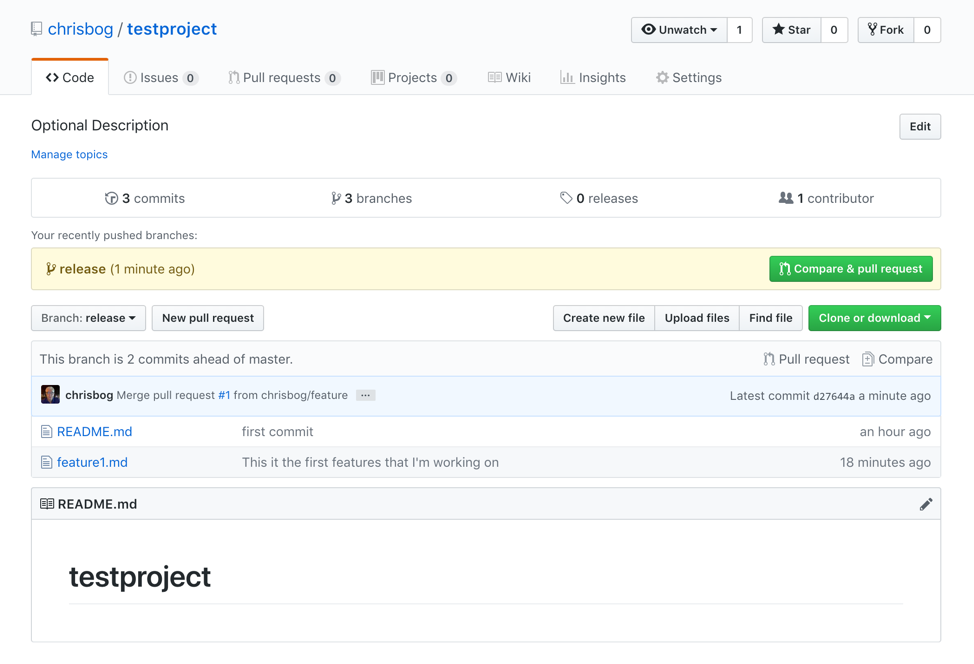 chrisbog / testproject
Unwatch 1 Star 0 Fork 0
Code Issues 0 Pull requests 0 Projects 0 Wiki Insights Settings
Optional Description Edit
Manage topics
3 commits 3 branches 0 releases 1 contributor
Your recently pushed branches:
release (1 minute ago) Compare & pull request
Branch: release New pull request Create new file Upload files Find file Clone or download
This branch is 2 commits ahead of master. Pull request Compare
chrisbog Merge pull request #1 from chrisbog/feature ... Latest commit d27644a a minute ago
README.md first commit an hour ago
feature1.md This it the first features that I'm working on 18 minutes ago
README.md
testproject